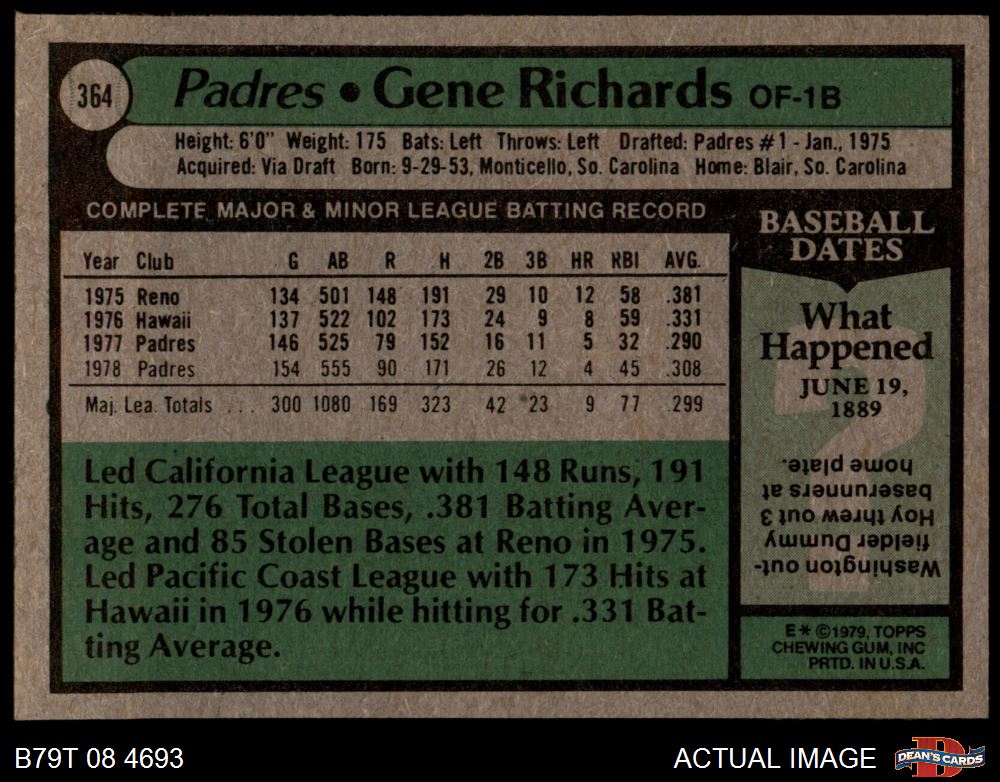 364
Padres • Gene Richards OF-1B
Height: 6'0" Weight: 175 Bats: Left Throws: Left Drafted: Padres #1 - Jan., 1975
Acquired: Via Draft Born: 9-29-53, Monticello, So. Carolina Home: Blair, So. Carolina
COMPLETE MAJOR & MINOR LEAGUE BATTING RECORD
Year Club G AB R H 2B 3B HR RBI AVG.
1975 Reno 134 501 148 191 29 10 12 58 .381
1976 Hawaii 137 522 102 173 24 9 8 59 .331
1977 Padres 146 525 79 152 16 11 5 32 .290
1978 Padres 154 555 90 171 26 12 4 45 .308
Maj. Lea. Totals ... 300 1080 169 323 42 23 9 77 .299
Led California League with 148 Runs, 191
Hits, 276 Total Bases, .381 Batting Aver-
age and 85 Stolen Bases at Reno in 1975.
Led Pacific Coast League with 173 Hits at
Hawaii in 1976 while hitting for .331 Bat-
ting Average.
BASEBALL
DATES
What
Happened
JUNE 19,
1889
Washington out-
fielder Dummy
Hoy threw out 3
baserunners at
home plate.
E * © 1979, TOPPS
CHEWING GUM, INC
PRTD. IN U.S.A.
B79T 08 4693
ACTUAL IMAGE
D
DEAN'S CARDS